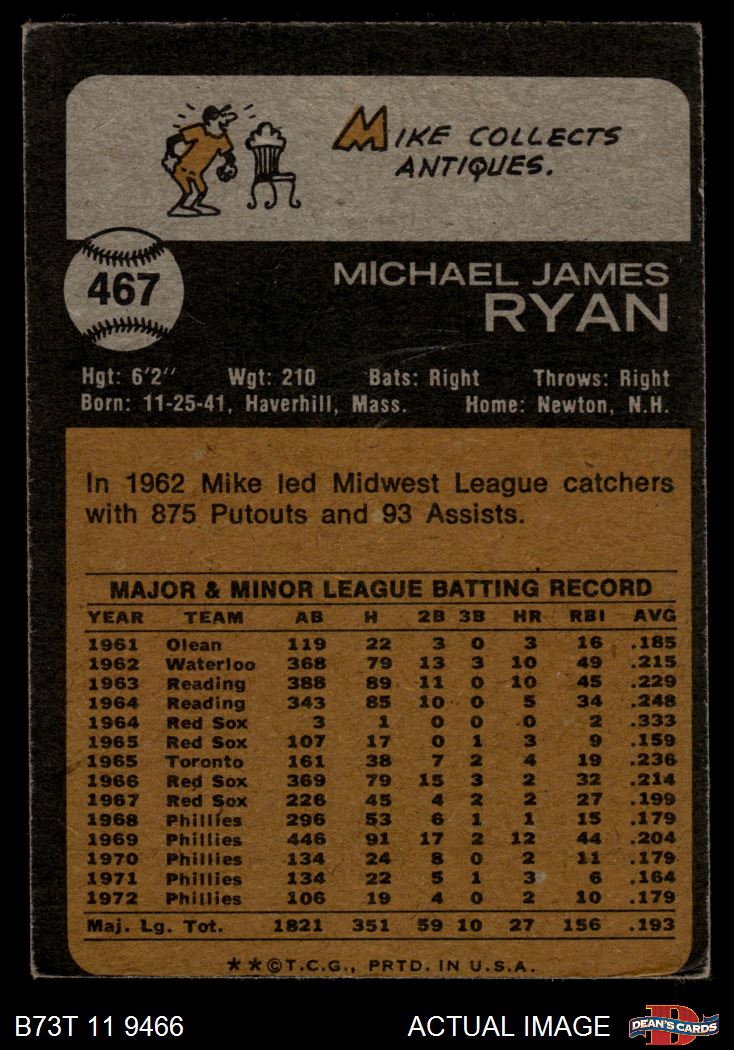 MIKE COLLECTS
ANTIQUES.
467
MICHAEL JAMES
RYAN
Hgt: 6'2" Wgt: 210 Bats: Right Throws: Right
Born: 11-25-41, Haverhill, Mass. Home: Newton, N.H.
In 1962 Mike led Midwest League catchers
with 875 Putouts and 93 Assists.
MAJOR & MINOR LEAGUE BATTING RECORD
YEAR TEAM AB H 2B 3B HR RBI AVG
1961 Olean 119 22 3 0 3 16 .185
1962 Waterloo 368 79 13 3 10 49 .215
1963 Reading 388 89 11 0 10 45 .229
1964 Reading 343 85 10 0 5 34 .248
1964 Red Sox 3 1 0 0 0 2 .333
1965 Red Sox 107 17 0 1 3 9 .159
1965 Toronto 161 38 7 2 4 19 .236
1966 Red Sox 369 79 15 3 2 32 .214
1967 Red Sox 226 45 4 2 2 27 .199
1968 Phillies 296 53 6 1 1 15 .179
1969 Phillies 446 91 17 2 12 44 .204
1970 Phillies 134 24 8 0 2 11 .179
1971 Phillies 134 22 5 1 3 6 .164
1972 Phillies 106 19 4 0 2 10 .179
Maj. Lg. Tot. 1821 351 59 10 27 156 .193
**©T.C.G., PRTD. IN U.S.A.
B73T 11 9466 ACTUAL IMAGE D DEAN'S CARDS